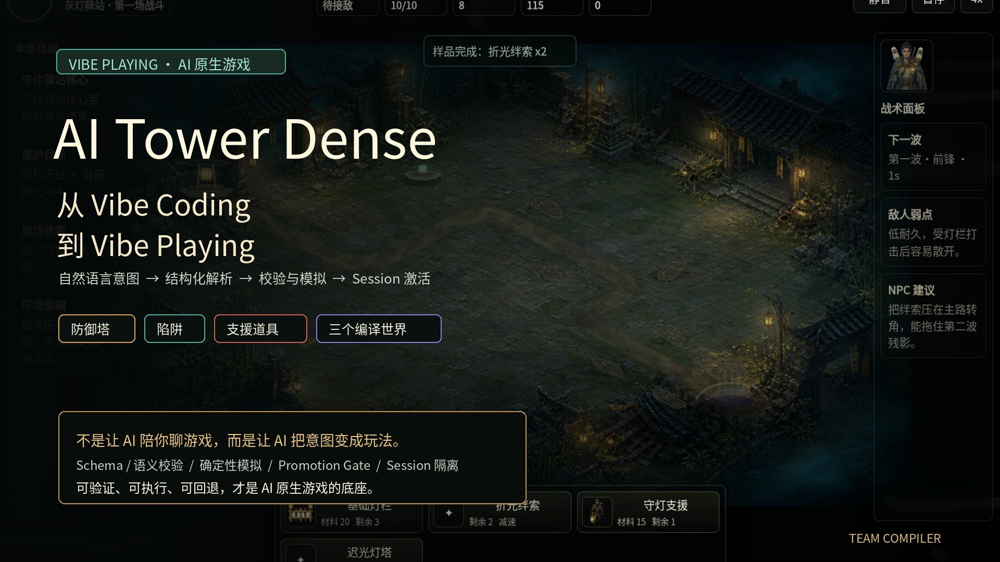 灰灯驿站·第一场战斗
待接敌
10/10
8
115
0
静音
暂停
4x
本场目标
样品完成：折光绊索 x2
VIBE PLAYING · AI 原生游戏
守住驿站核心
守住驿站核心至
所有波次结束。
AI Tower Dense
保护目标
信标天线 · 当前
耐久 4/4
从 Vibe Coding
到 Vibe Playing
现场状态
自然语言意图 → 结构化解析 → 校验与模拟 → Session 激活
环境影响
防御塔
陷阱
支援道具
三个编译世界
易成形。
战术面板
下一波
第一波·前锋 ·
1s
敌人弱点
低耐久，受灯栏打
击后容易散开。
NPC 建议
把绊索压在主路转
角，能拖住第二波
残影。
不是让 AI 陪你聊游戏，而是让 AI 把意图变成玩法。
Schema / 语义校验 / 确定性模拟 / Promotion Gate / Session 隔离
可验证、可执行、可回退，才是 AI 原生游戏的底座。
基础灯栏
材料 20 剩余 3
折光绊索
剩余 2 减速
守灯支援
材料 15 剩余 1
迟光灯塔
TEAM COMPILER